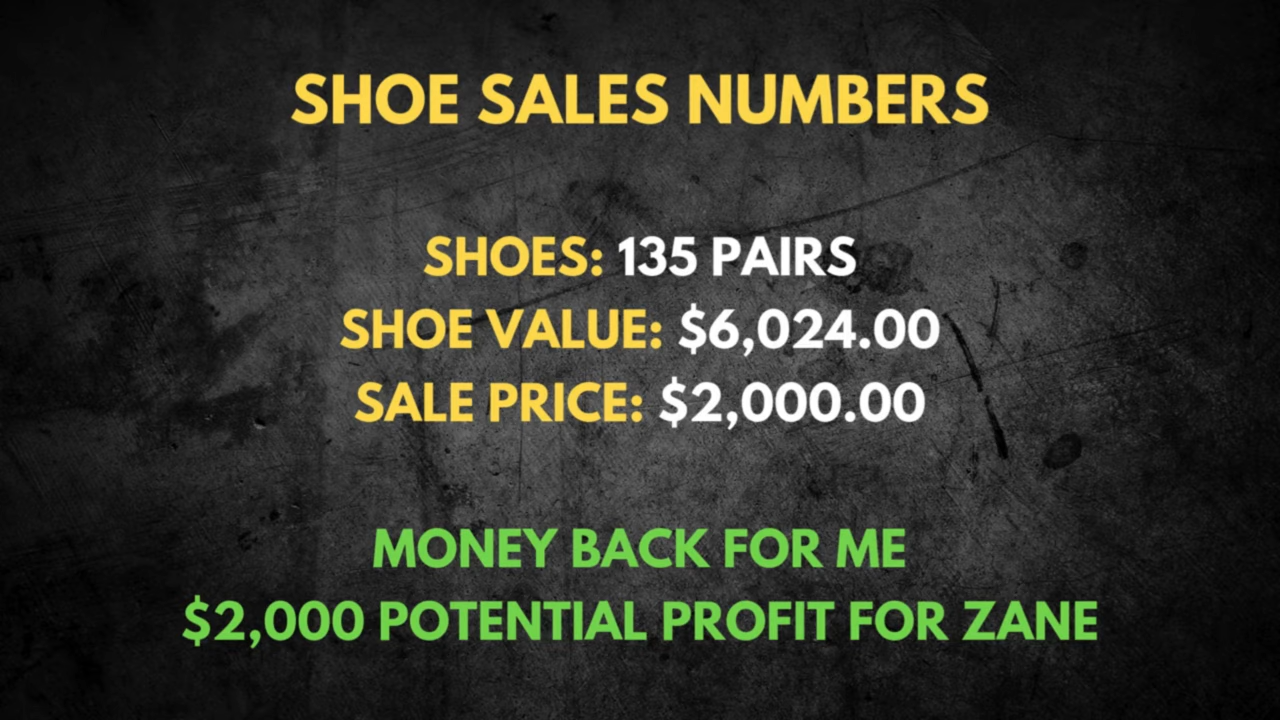 SHOE SALES NUMBERS
SHOES: 135 PAIRS
SHOE VALUE: $6,024.00
SALE PRICE: $2,000.00
MONEY BACK FOR ME
$2,000 POTENTIAL PROFIT FOR ZANE